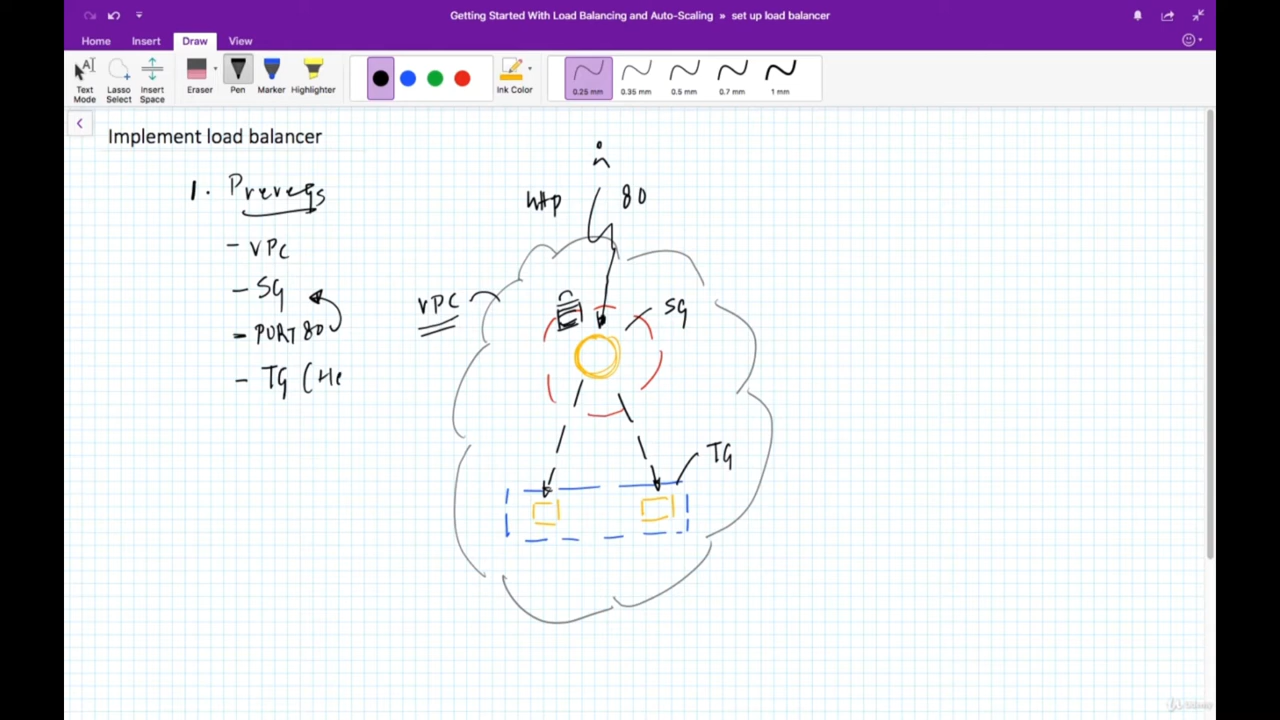 Getting Started With Load Balancing and Auto-Scaling » set up load balancer
Home Insert Draw View
Text Mode
Lasso Select
Insert Space
Eraser
Pen
Marker
Highlighter
Ink Color
0.25 mm
0.35 mm
0.5 mm
0.7 mm
1 mm
Implement load balancer
1. Prereqs
- VPC
- SG
- PORT 80
- TG (He
http 80
VPC
SG
TG